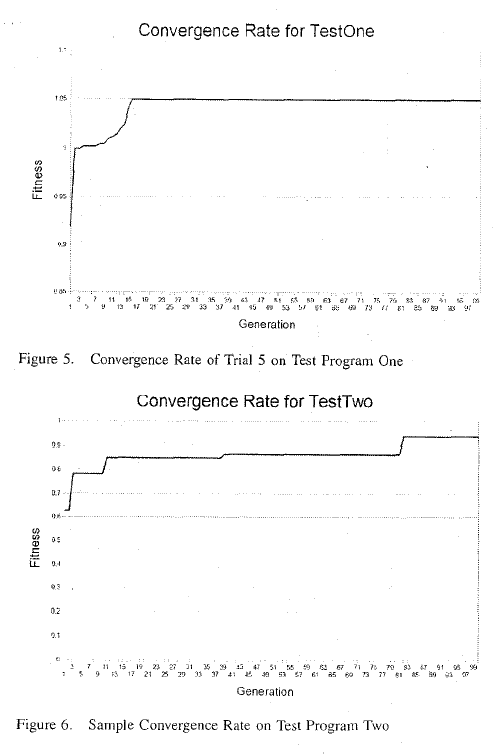 Convergence Rate for TestOne
1.1
1.05
1
0.95
0.9
0.85
Fitness
3 7 11 15 19 23 27 31 35 39 43 47 51 55 59 63 67 71 75 79 83 87 91 95 99
1 5 9 13 17 21 25 29 33 37 41 45 49 53 57 61 65 69 73 77 81 85 89 93 97
Generation
Figure 5. Convergence Rate of Trial 5 on Test Program One
Convergence Rate for TestTwo
1
0.9
0.8
0.7
0.6
0.5
0.4
0.3
0.2
0.1
0
Fitness
3 7 11 15 19 23 27 31 35 39 43 47 51 55 59 63 67 71 75 79 83 87 91 95 99
1 5 9 13 17 21 25 29 33 37 41 45 49 53 57 61 65 69 73 77 81 85 89 93 97
Generation
Figure 6. Sample Convergence Rate on Test Program Two